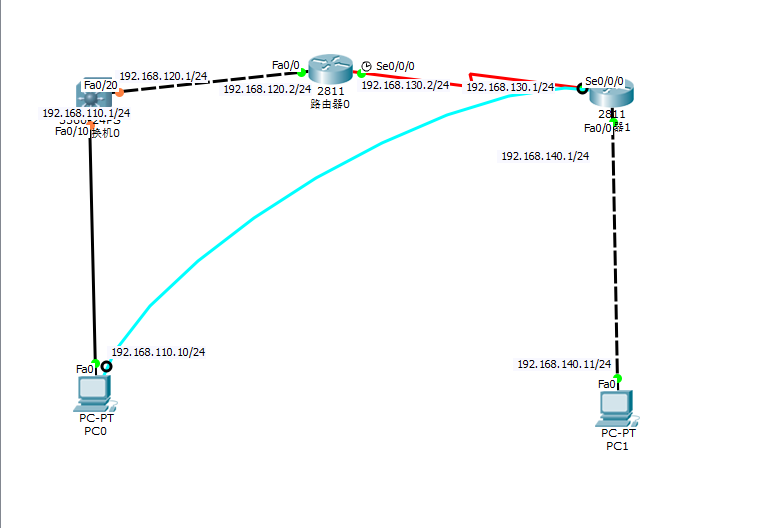 Fa0/20
192.168.120.1/24
Fa0/0
Se0/0/0
192.168.120.2/24
2811
路由器0
192.168.130.2/24
192.168.130.1/24
Se0/0/0
192.168.110.1/24
Fa0/10
换机0
2811
Fa0/0
器1
192.168.140.1/24
192.168.110.10/24
Fa0
PC-PT
PC0
192.168.140.11/24
Fa0
PC-PT
PC1